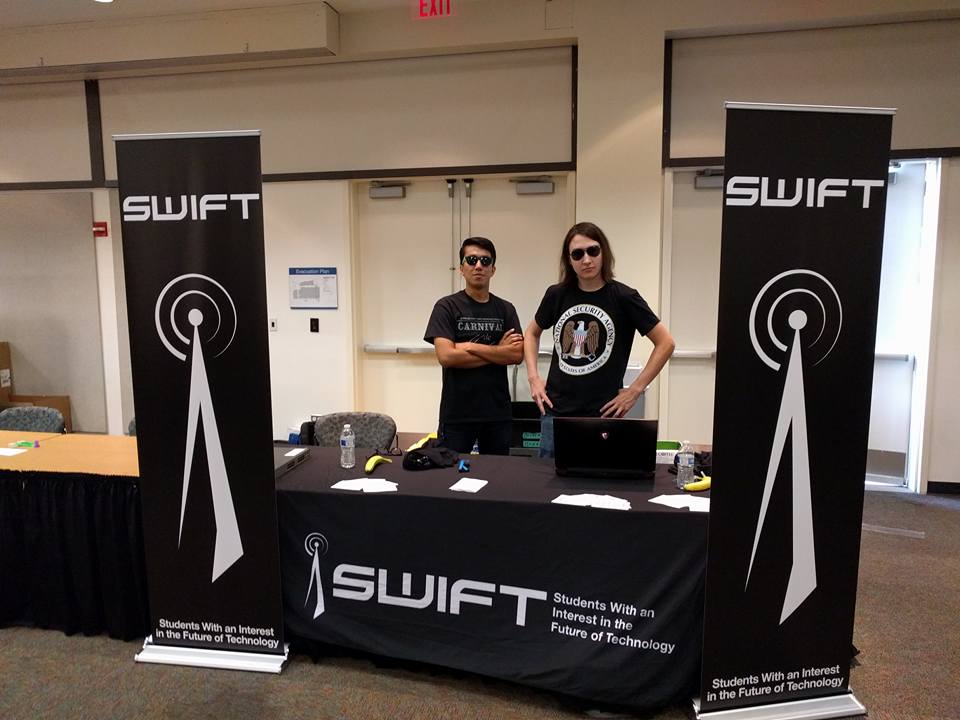 EXIT
SWIFT
Students With an Interest
in the Future of Technology
Evacuation Plan
CARNIVAL
NATIONAL SECURITY AGENCY
STATES OF AMERICA
SWIFT
Students With an
Interest in the
Future of Technology
SWIFT
Students With an Interest
in the Future of Technology